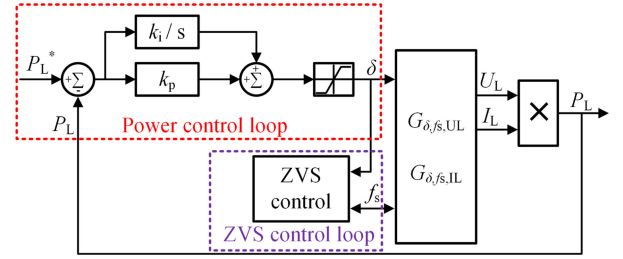 k_i / s
P_L^*
+Σ
-
k_p
+
+Σ
δ
U_L
I_L
×
P_L
P_L
Power control loop
G_δ,fs,UL
G_δ,fs,IL
ZVS
control
f_s
ZVS control loop